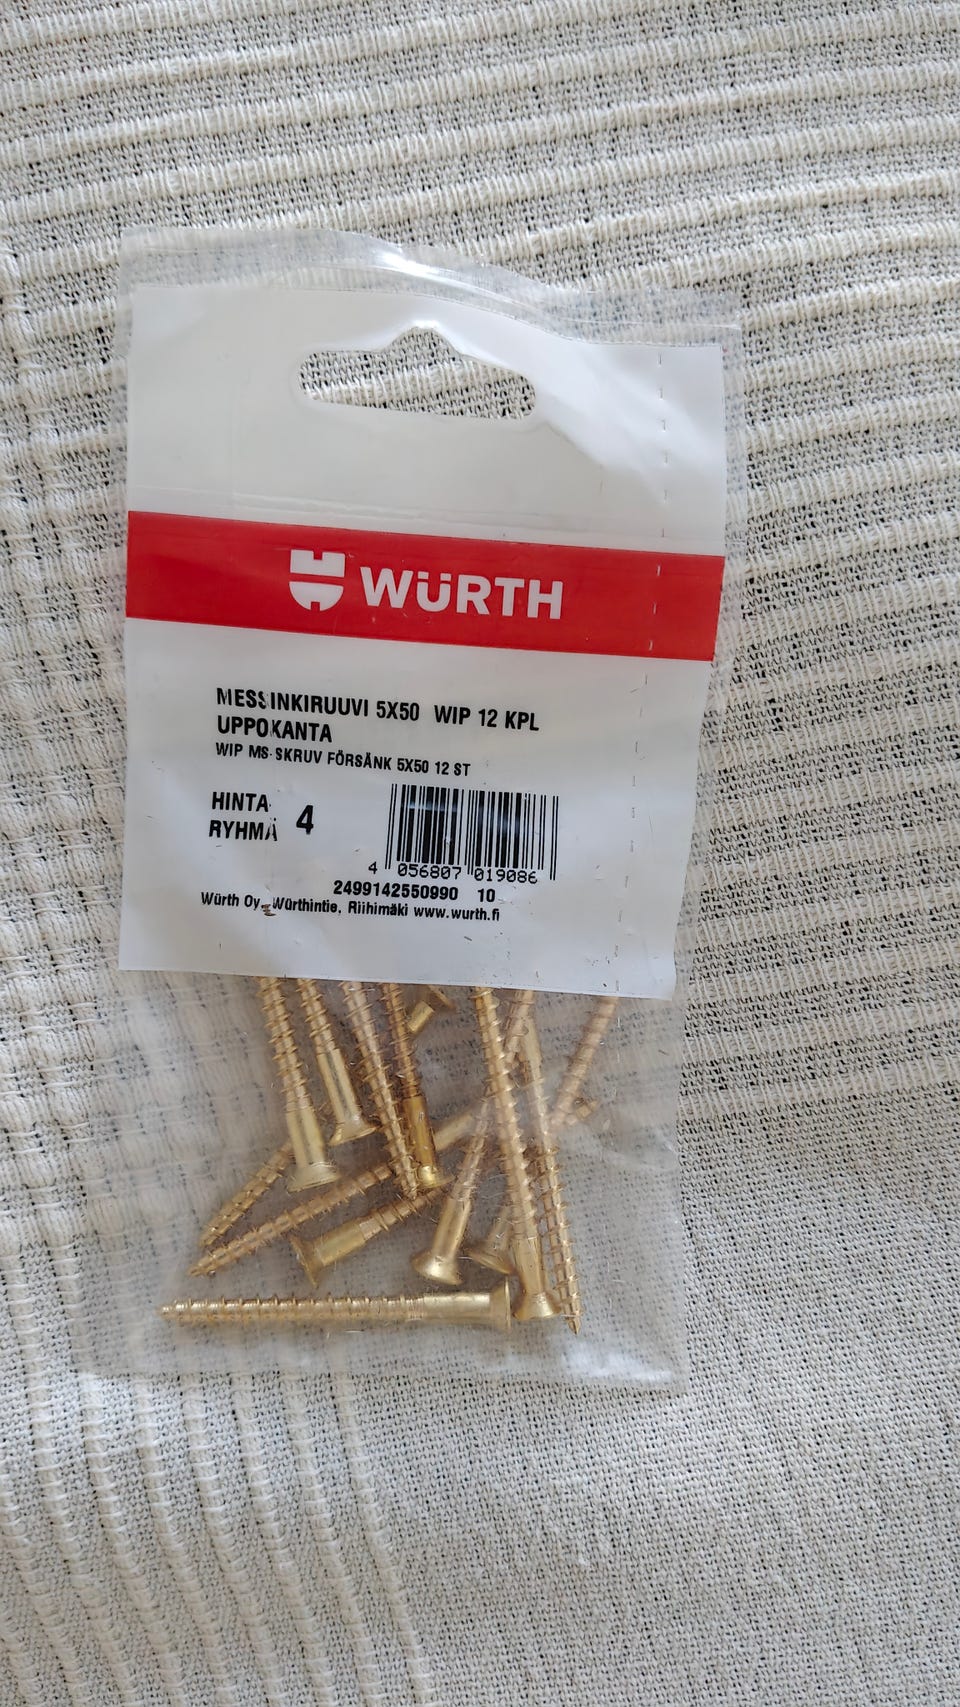 WÜRTH
MESSINKIRUUVI 5X50 WIP 12 KPL
UPPOKANTA
WIP MS-SKRUV FÖRSÄNK 5X50 12 ST
HINTA
RYHMÄ 4
4 056807 019086
2499142550990 10
Würth Oy, Würthintie, Riihimäki www.wurth.fi